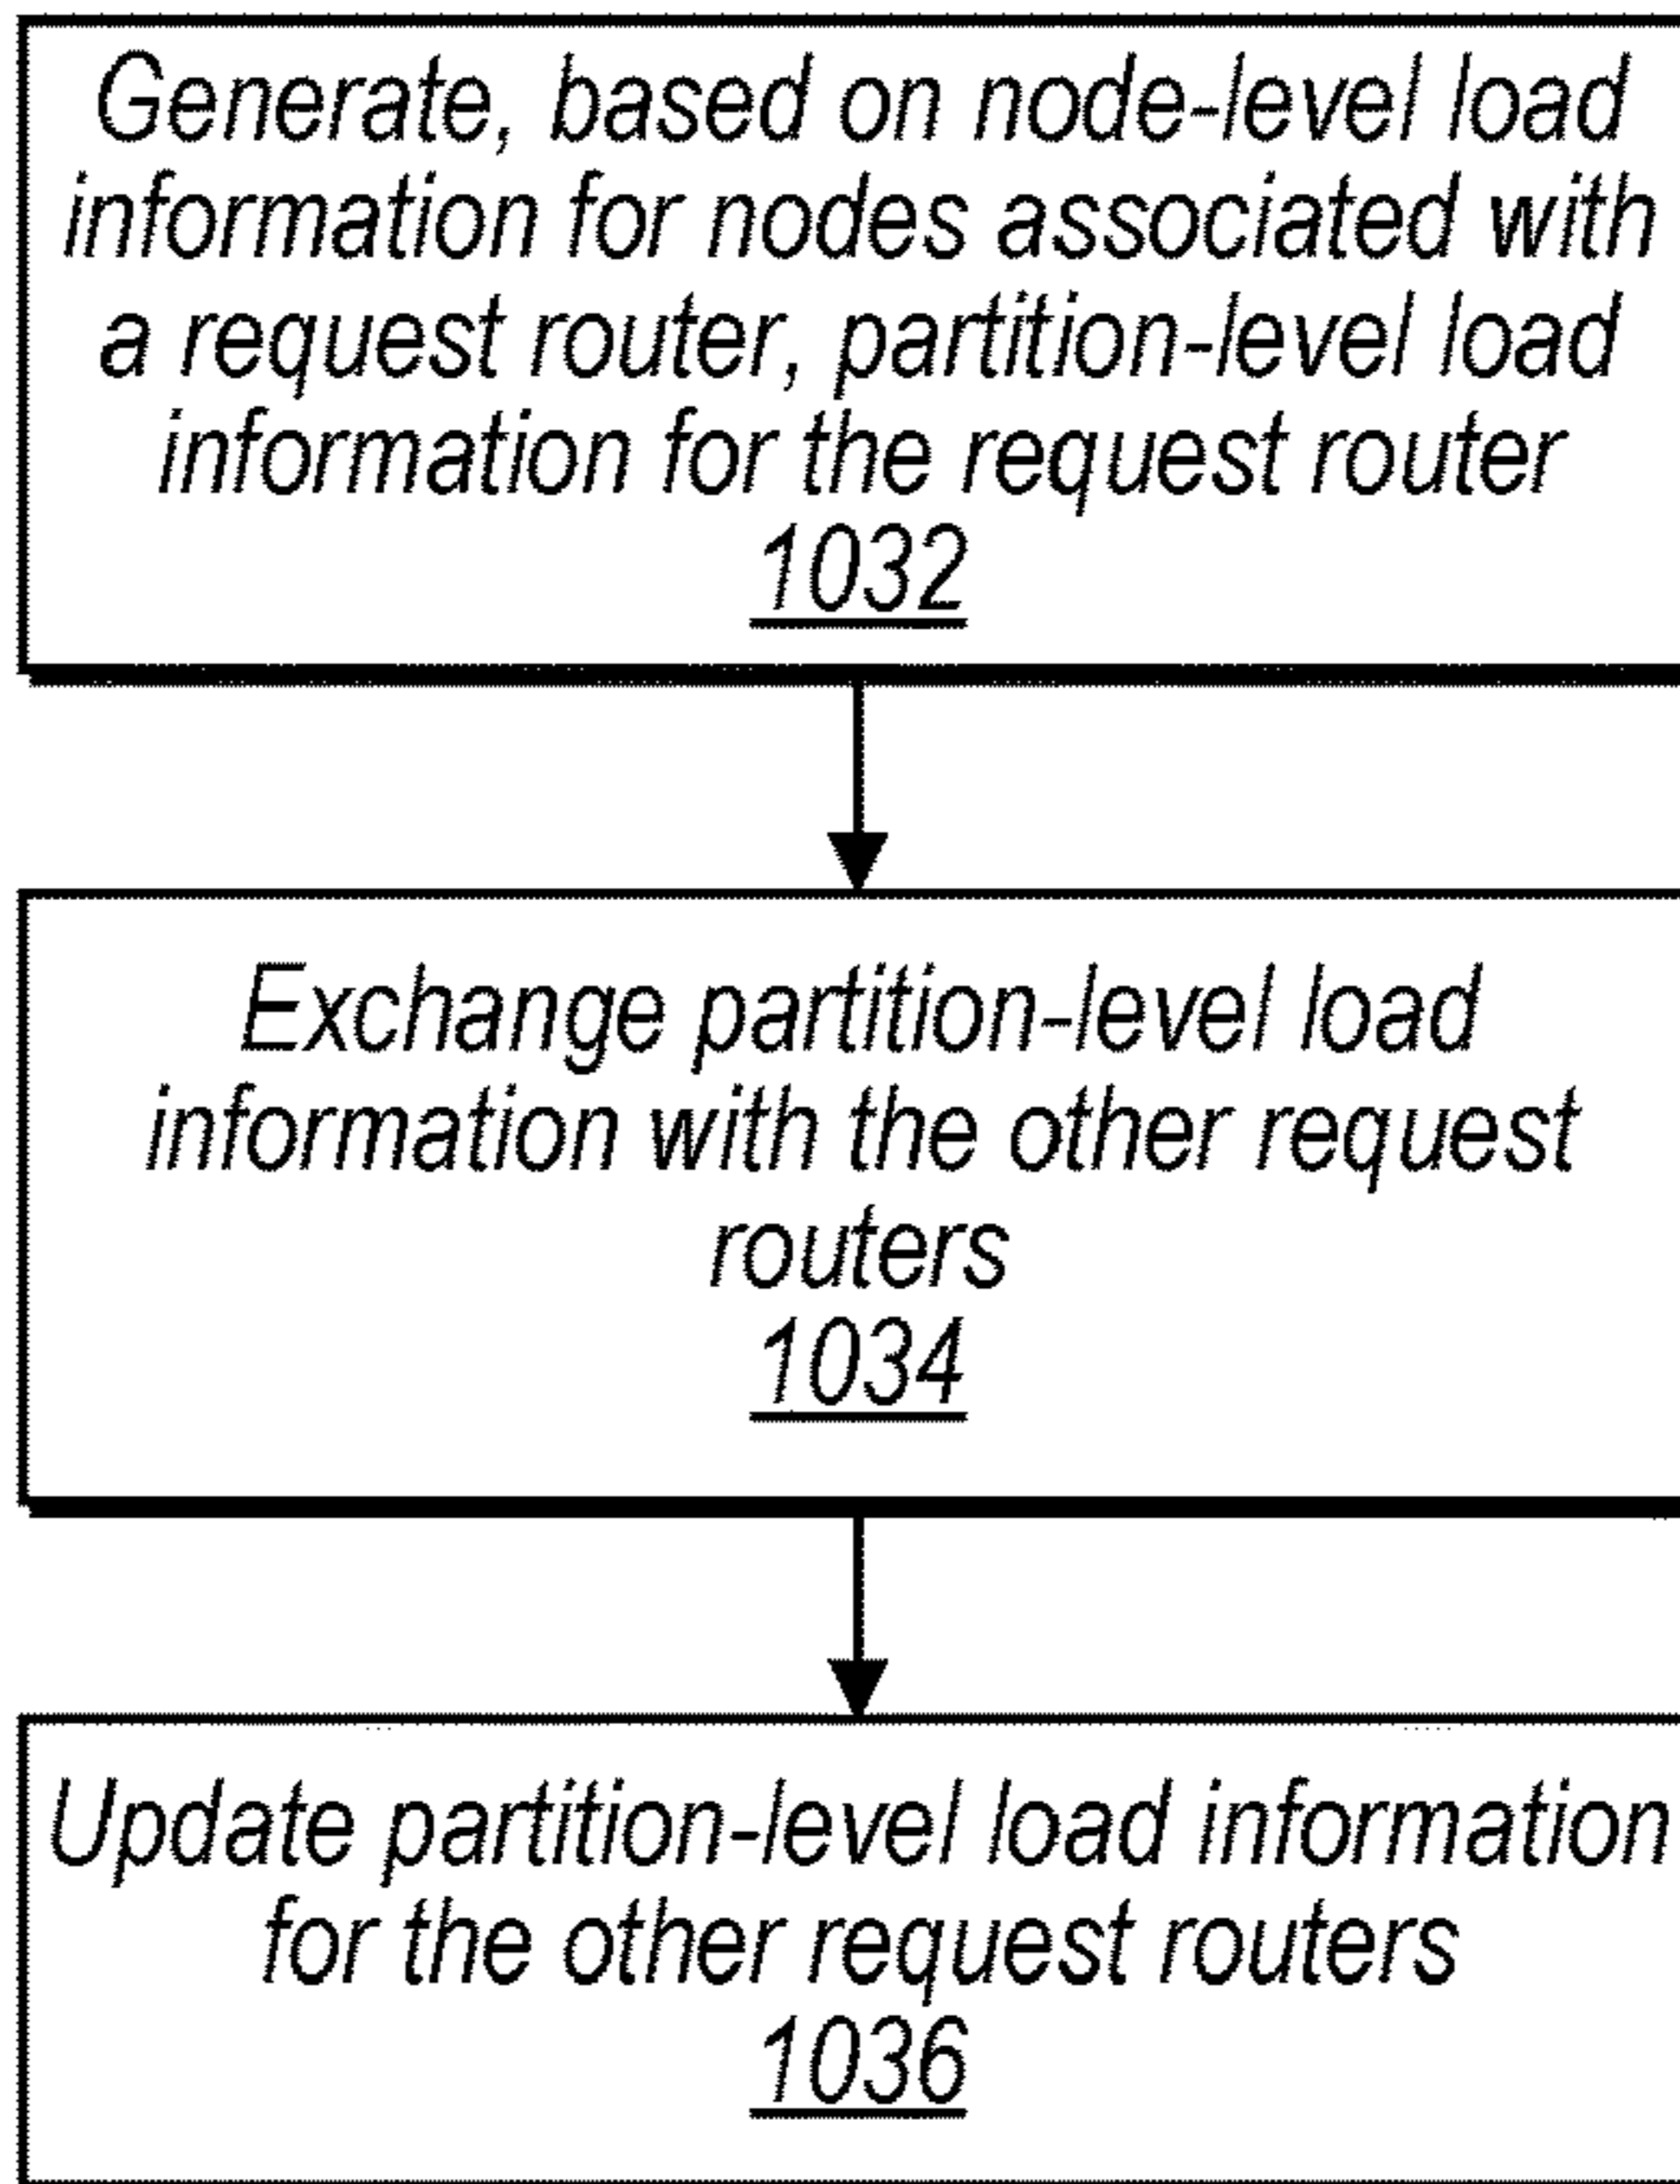 Generate, based on node-level load
information for nodes associated with
a request router, partition-level load
information for the request router
1032
Exchange partition-level load
information with the other request
routers
1034
Update partition-level load information
for the other request routers
1036